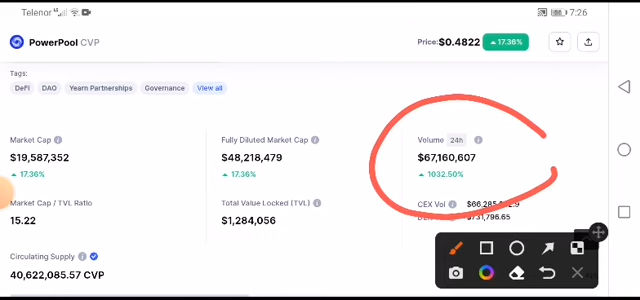 Telenor 7:26
PowerPool CVP Price:$0.4822 17.36%
Tags:
DeFi DAO Yearn Partnerships Governance View all
Market Cap Fully Diluted Market Cap Volume 24h
$19,587,352 $48,218,479 $67,160,607
17.36% 17.36% 1032.50%
Market Cap / TVL Ratio Total Value Locked (TVL) CEX Vol
15.22 $1,284,056 $731,796.65
Circulating Supply
40,622,085.57 CVP